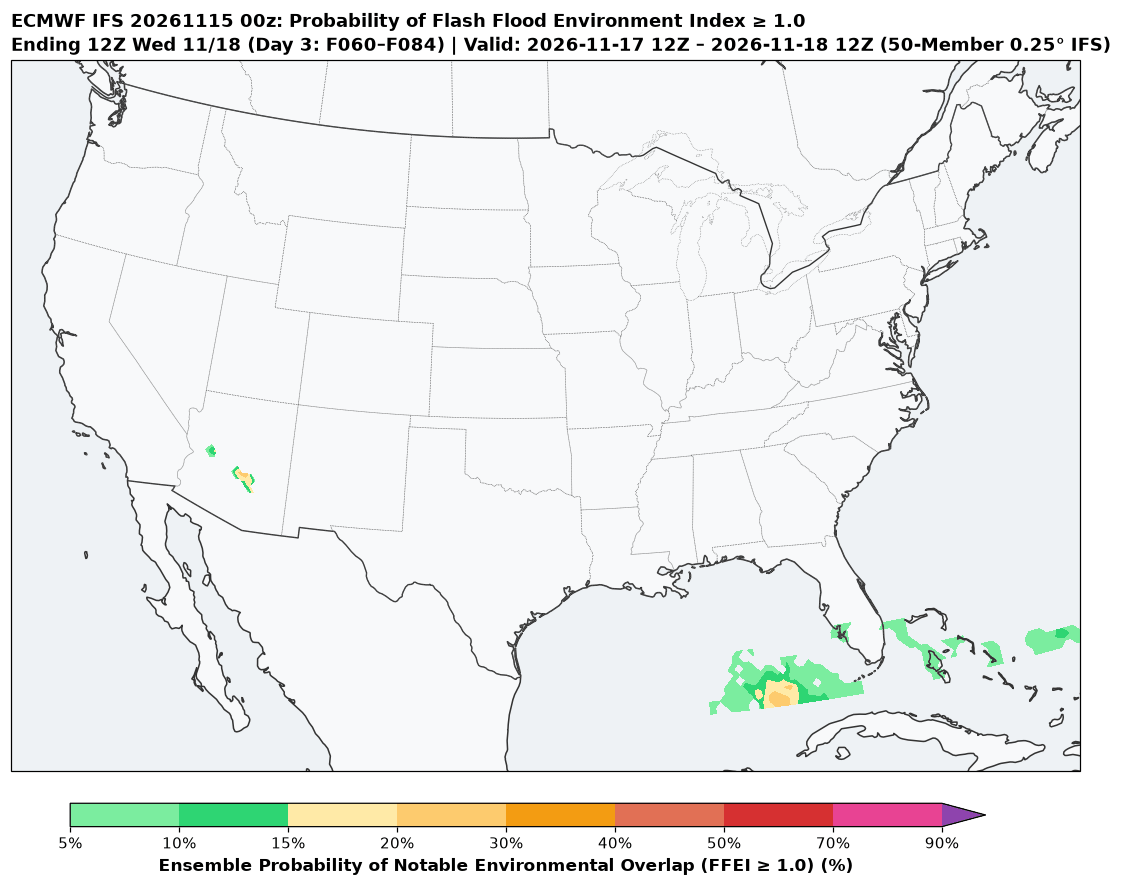 ECMWF IFS 20261115 00z: Probability of Flash Flood Environment Index ≥ 1.0
Ending 12Z Wed 11/18 (Day 3: F060–F084) | Valid: 2026-11-17 12Z – 2026-11-18 12Z (50-Member 0.25° IFS)
5% 10% 15% 20% 30% 40% 50% 70% 90%
Ensemble Probability of Notable Environmental Overlap (FFEI ≥ 1.0) (%)